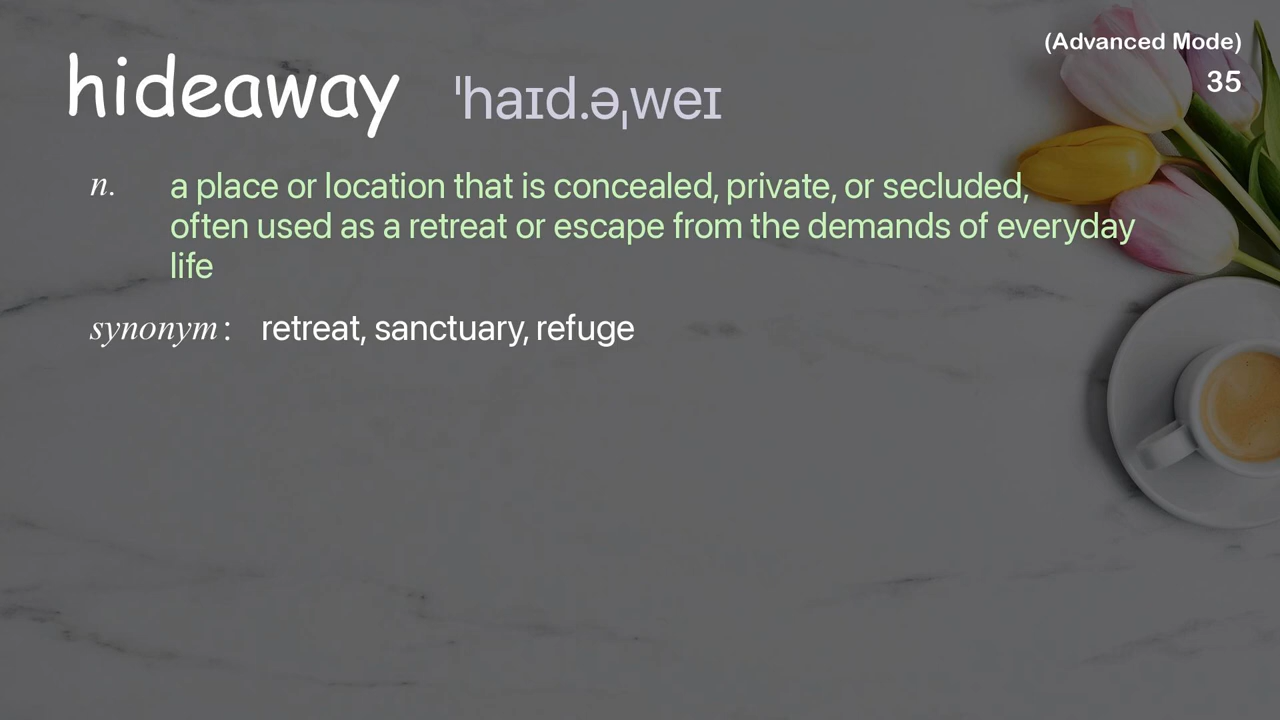 (Advanced Mode)
35
hideaway ˈhaɪd.əˌweɪ
n. a place or location that is concealed, private, or secluded,
often used as a retreat or escape from the demands of everyday
life
synonym: retreat, sanctuary, refuge